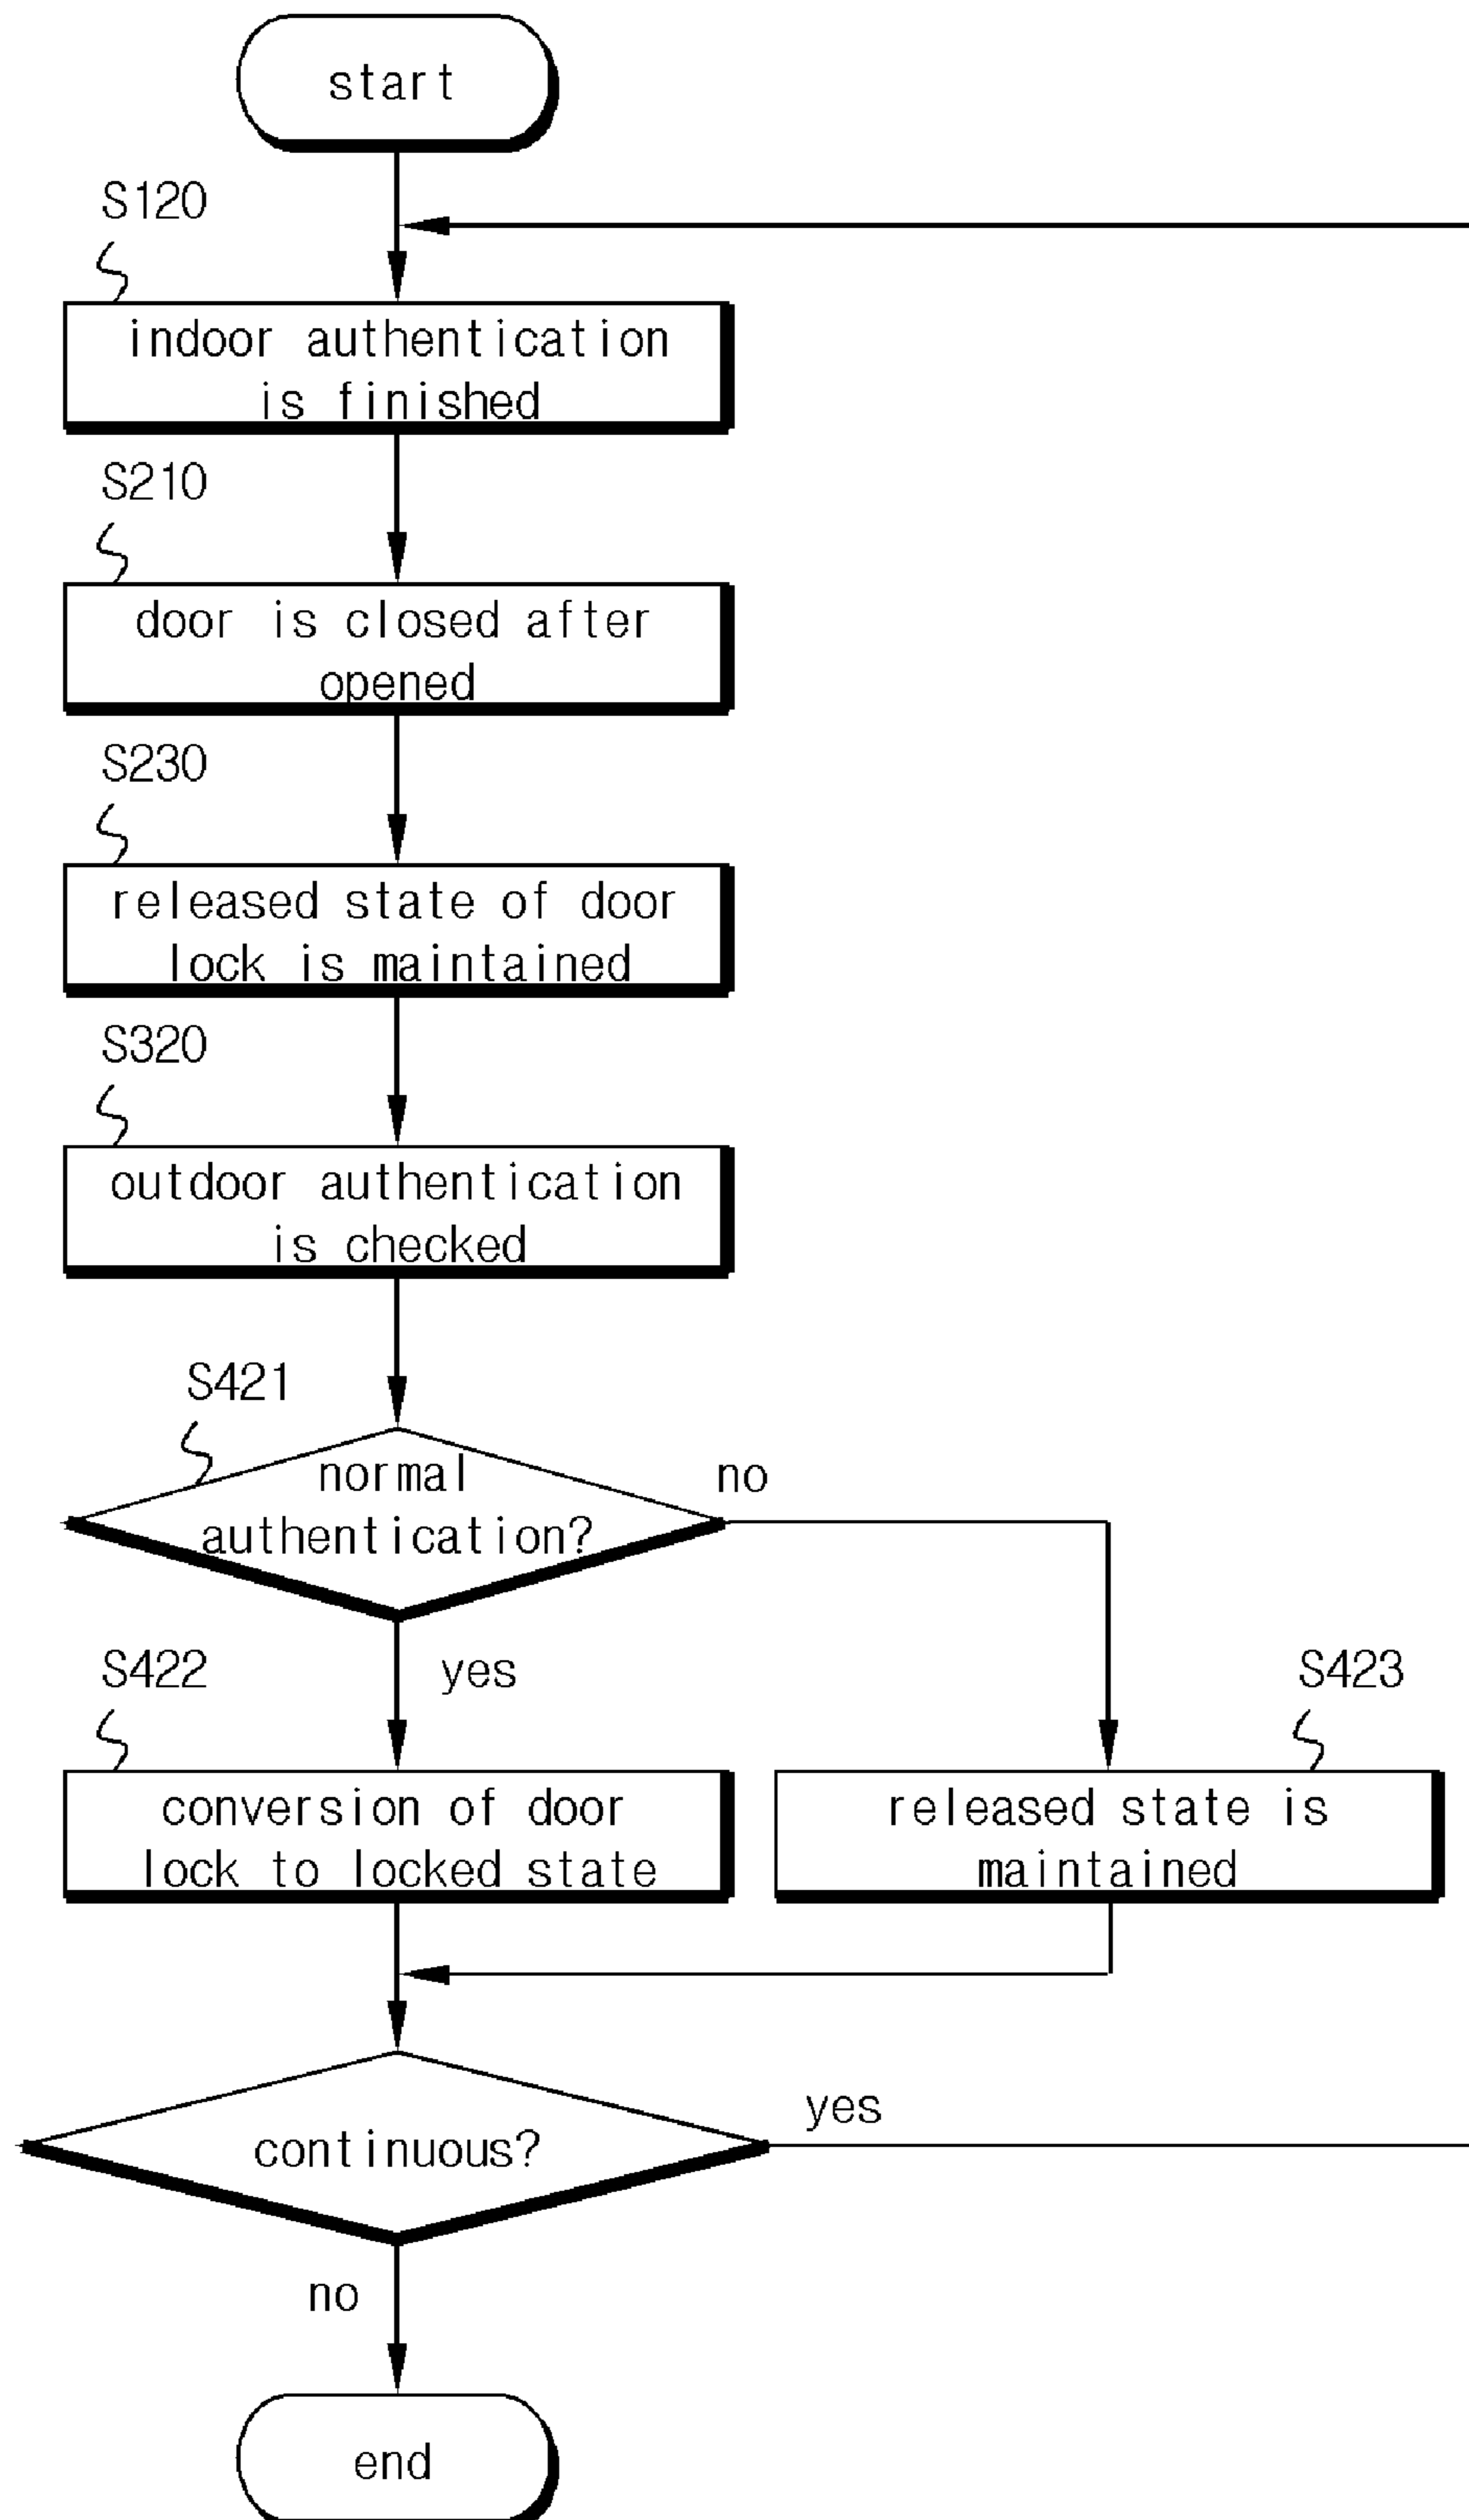 start
S120
indoor authentication
is finished
S210
door is closed after
opened
S230
released state of door
lock is maintained
S320
outdoor authentication
is checked
S421
normal
authentication?
no
yes
S422
conversion of door
lock to locked state
S423
released state is
maintained
continuous?
yes
no
end